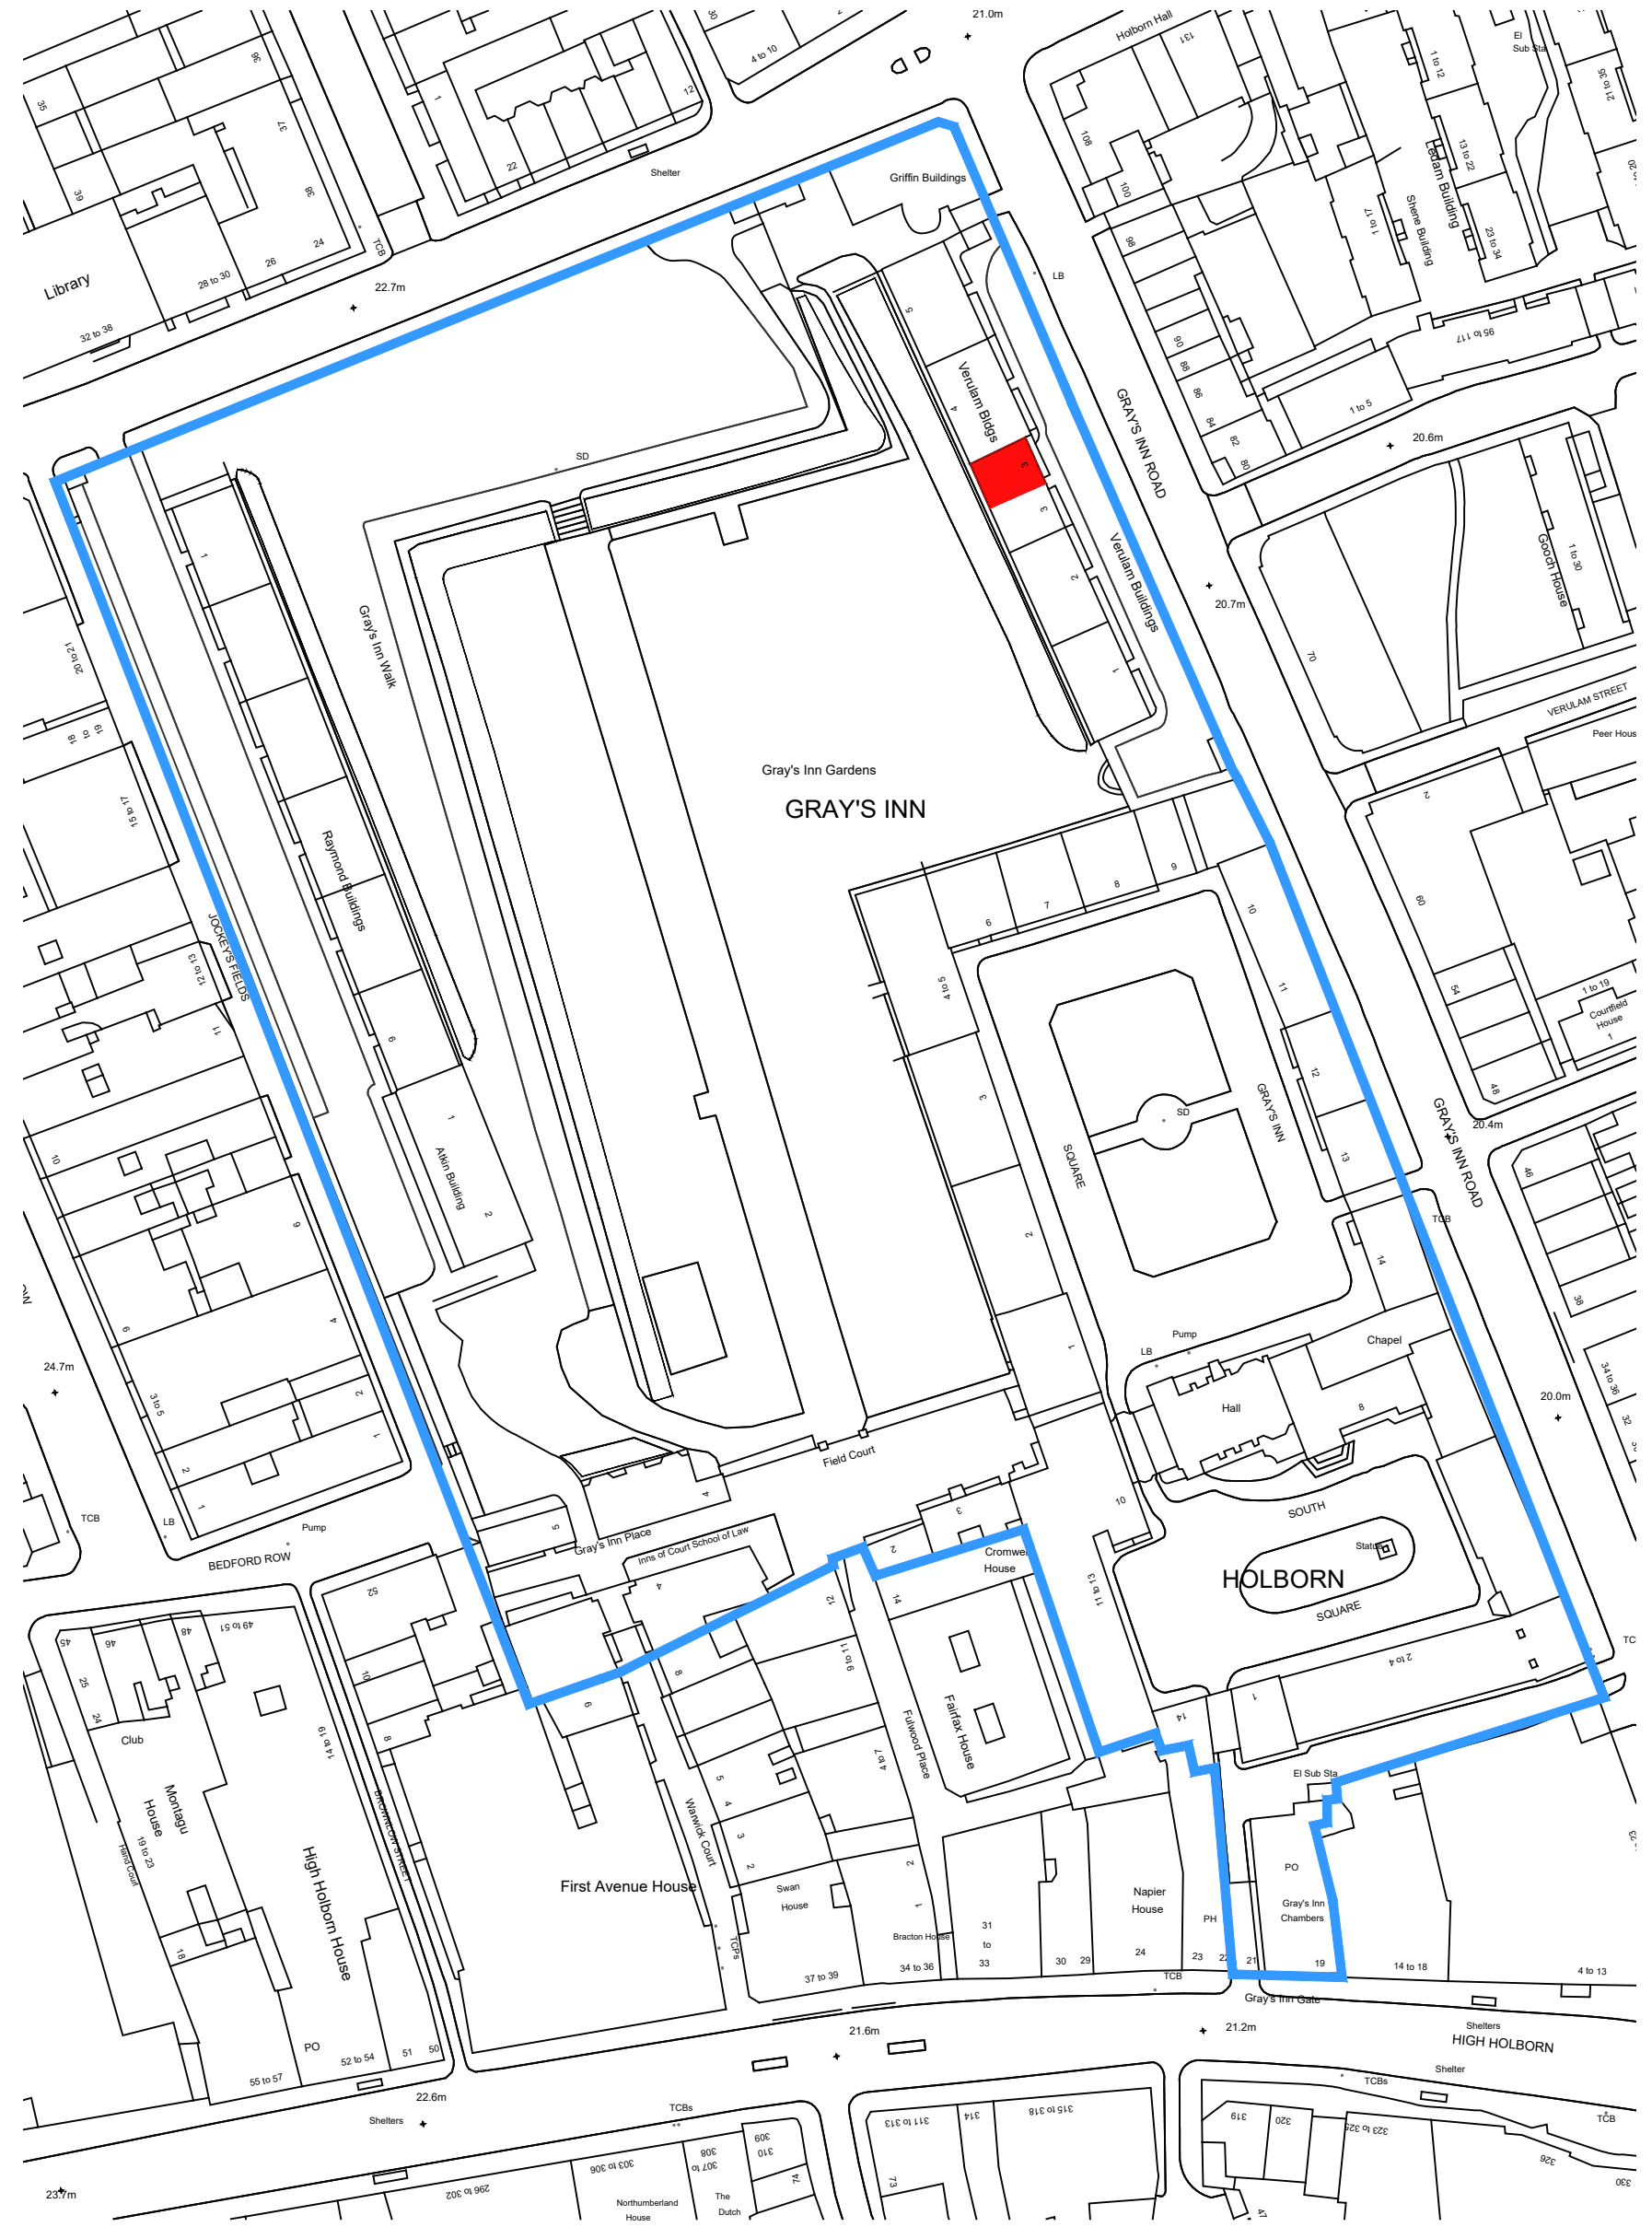 21.0m
30
4 to 10
Holborn Hall
131
El
Sub Sta
1 to 12
21 to 35
36
35
37
38
39
1
12
22
Shelter
Griffin Buildings
108
100
13 to 22
Shene Building
1 to 17
23 to 34
24
26
TCB
28 to 30
Library
22.7m
32 to 38
LB
98
90
88
86
84
82
80
95 to 117
1 to 5
20.6m
5
4
Verulam Bldgs
3
3
2
1
GRAY'S INN ROAD
Verulam Buildings
SD
20.7m
Gooch House
1 to 30
70
VERULAM STREET
Peer Hous
Gray's Inn Walk
1
20 to 21
18 to 19
15 to 17
Gray's Inn Gardens
GRAY'S INN
Raymond Buildings
JOCKEY'S FIELDS
12 to 13
11
6
6
7
8
9
10
11
12
13
14
4 to 5
3
2
1
2
60
54
48
1 to 19
Courtfield
House
1
SD
SQUARE
GRAY'S INN
GRAY'S INN ROAD
20.4m
46
TCB
38
34 to 36
32
20.0m
10
9
6
4
3 to 5
2
1
2
1
24.7m
1
Atkin Building
2
Pump
LB
Chapel
Hall
8
Field Court
10
SOUTH
Statue
HOLBORN
SQUARE
TCB
LB
Pump
BEDFORD ROW
5
4
Gray's Inn Place
Inns of Court School of Law
4
3
2
Cromwell
House
11 to 13
12
14
52
45
46
48
49 to 51
25
24
Club
Montagu
House
19 to 23
Hand Court
18
14 to 19
10
8
BROWNLOW STREET
High Holborn House
6
8
9 to 11
4 to 7
Fulwood Place
Fairfax House
5
4
3
2
Warwick Court
First Avenue House
Swan
House
2
1
14
1
2 to 4
El Sub Sta
PO
Gray's Inn
Chambers
Napier
House
PH
Bracton House
31
to
33
TCPs
37 to 39
34 to 36
30
29
24
23
22
21
19
14 to 18
4 to 13
TCB
Gray's Inn Gate
Shelters
HIGH HOLBORN
21.6m
21.2m
PO
55 to 57
52 to 54
51
50
22.6m
Shelters
TCBs
Shelter
TCBs
TCB
23.7m
296 to 302
303 to 306
307 to
308
309
310
74
311 to 313
314
315 to 318
73
319
320
323 to 325
326
330
47
Northumberland
House
The
Dutch